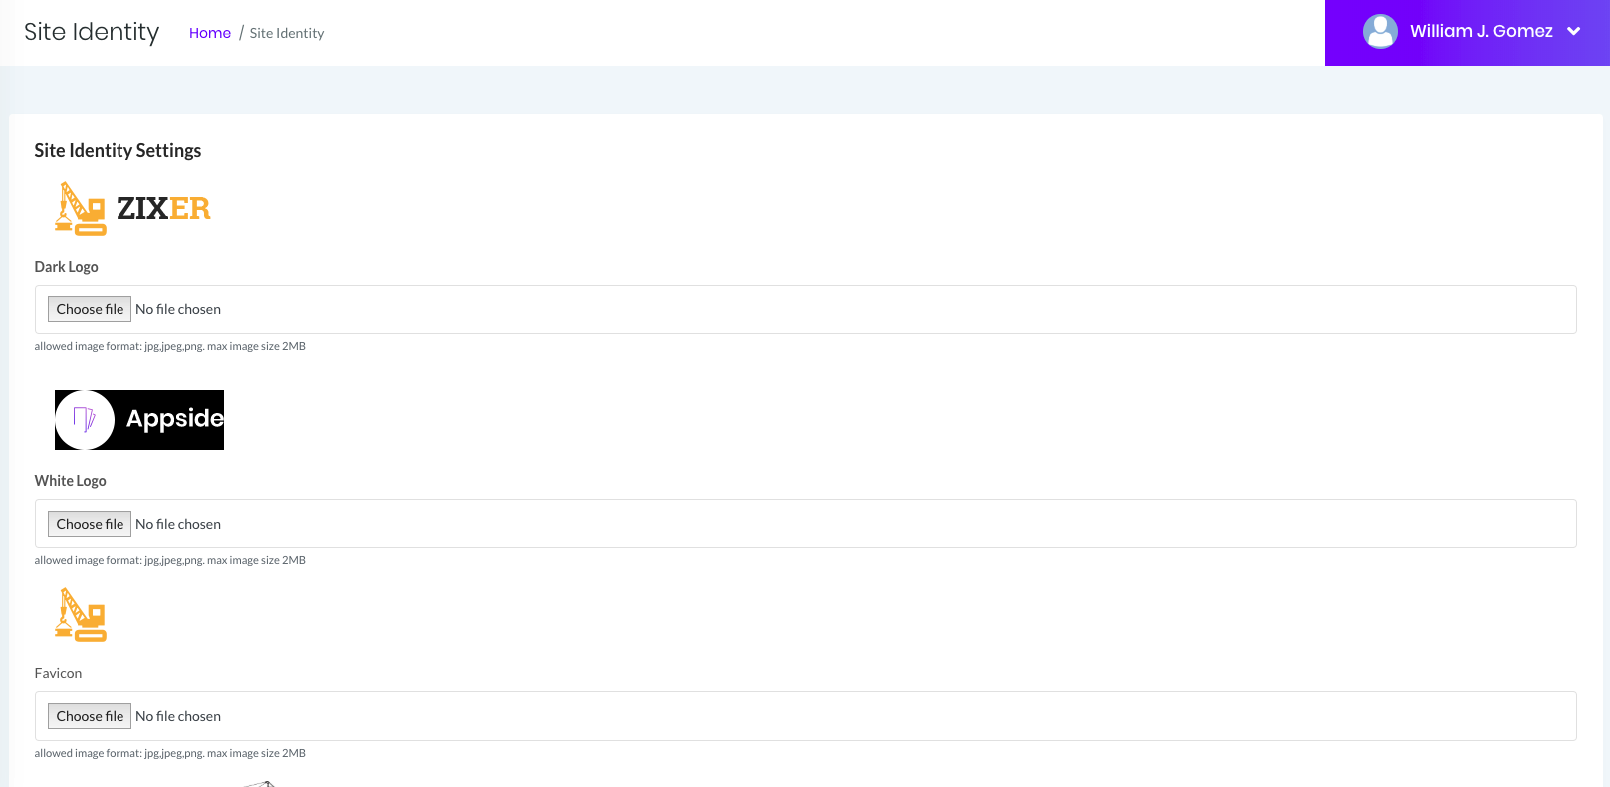 Site Identity Home / Site Identity William J. Gomez
Site Identity Settings
ZIXER
Dark Logo
Choose file No file chosen
allowed image format: jpg,jpeg,png. max image size 2MB
Appside
White Logo
Choose file No file chosen
allowed image format: jpg,jpeg,png. max image size 2MB
Favicon
Choose file No file chosen
allowed image format: jpg,jpeg,png. max image size 2MB